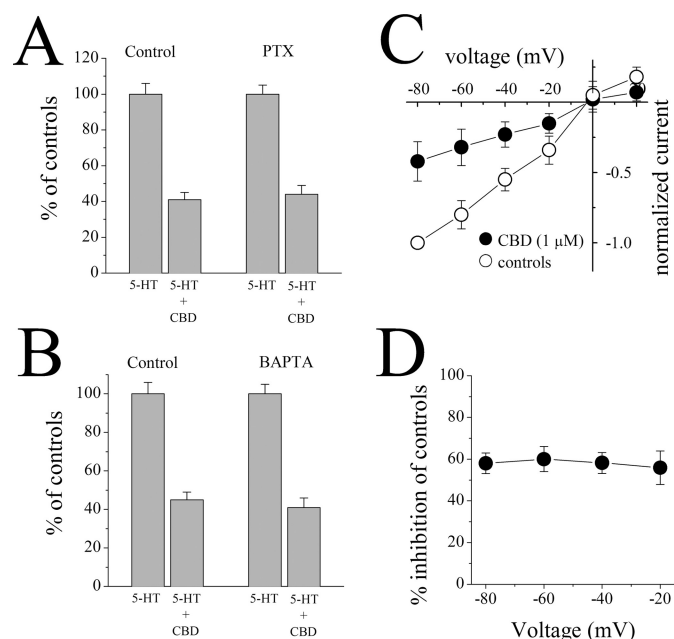 A
Control PTX
% of controls
120
100
80
60
40
20
0
5-HT 5-HT 5-HT 5-HT
+ +
CBD CBD
C
voltage (mV)
-80 -60 -40 -20
normalized current
-0.5
-1.0
CBD (1 μM)
controls
B
Control BAPTA
% of controls
100
80
60
40
20
0
5-HT 5-HT 5-HT 5-HT
+ +
CBD CBD
D
% inhibition of controls
100
80
60
40
20
0
-80 -60 -40 -20
Voltage (mV)